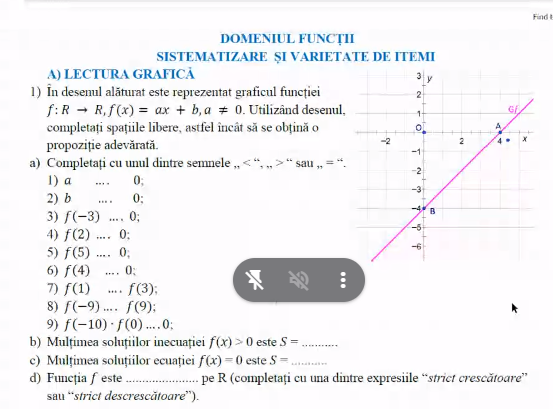 Find t
DOMENIUL FUNCȚII
SISTEMATIZARE ȘI VARIETATE DE ITEMI
A) LECTURA GRAFICĂ
1) În desenul alăturat este reprezentat graficul funcției
f: R → R, f(x) = ax + b, a ≠ 0. Utilizând desenul,
completați spațiile libere, astfel încât să se obțină o
propoziție adevărată.
a) Completați cu unul dintre semnele „ < “, „ > “ sau „ = “.
1) a .... 0;
2) b .... 0;
3) f(−3) .... 0;
4) f(2) .... 0;
5) f(5) .... 0;
6) f(4) .... 0;
7) f(1) .... f(3);
8) f(−9).... f(9);
9) f(−10) · f(0) .... 0;
b) Mulțimea soluțiilor inecuației f(x) > 0 este S = ...........
c) Mulțimea soluțiilor ecuației f(x) = 0 este S = ...........
d) Funcția f este ...................... pe R (completați cu una dintre expresiile “strict crescătoare”
sau “strict descrescătoare”).
3 y
2
Gf
1
O A
−2 2 4 x
−1
−2
−3
−4 B
−5
−6